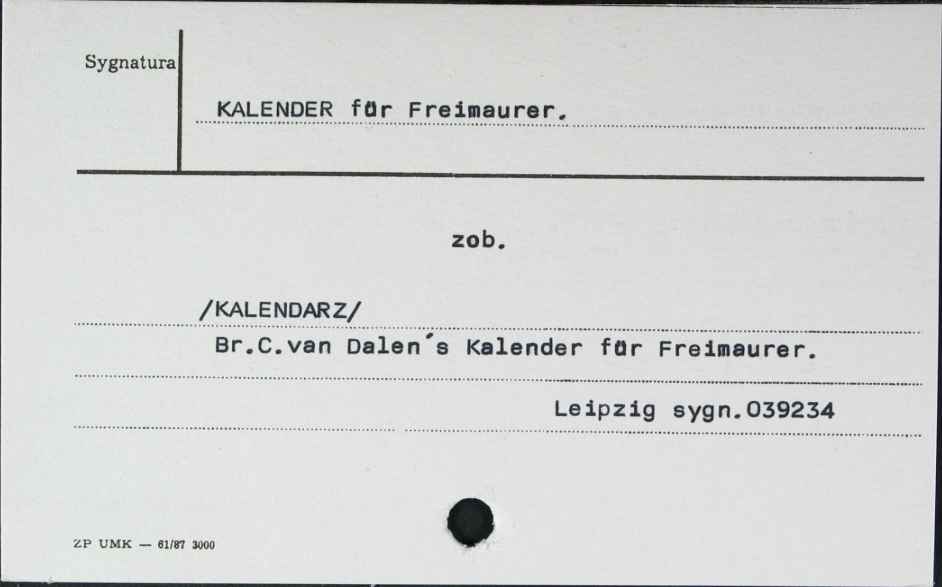 Sygnatura
KALENDER für Freimaurer.
zob.
/KALENDARZ/
Br.C.van Dalen´s Kalender für Freimaurer.
Leipzig sygn.039234
ZP UMK — 61/87 3000